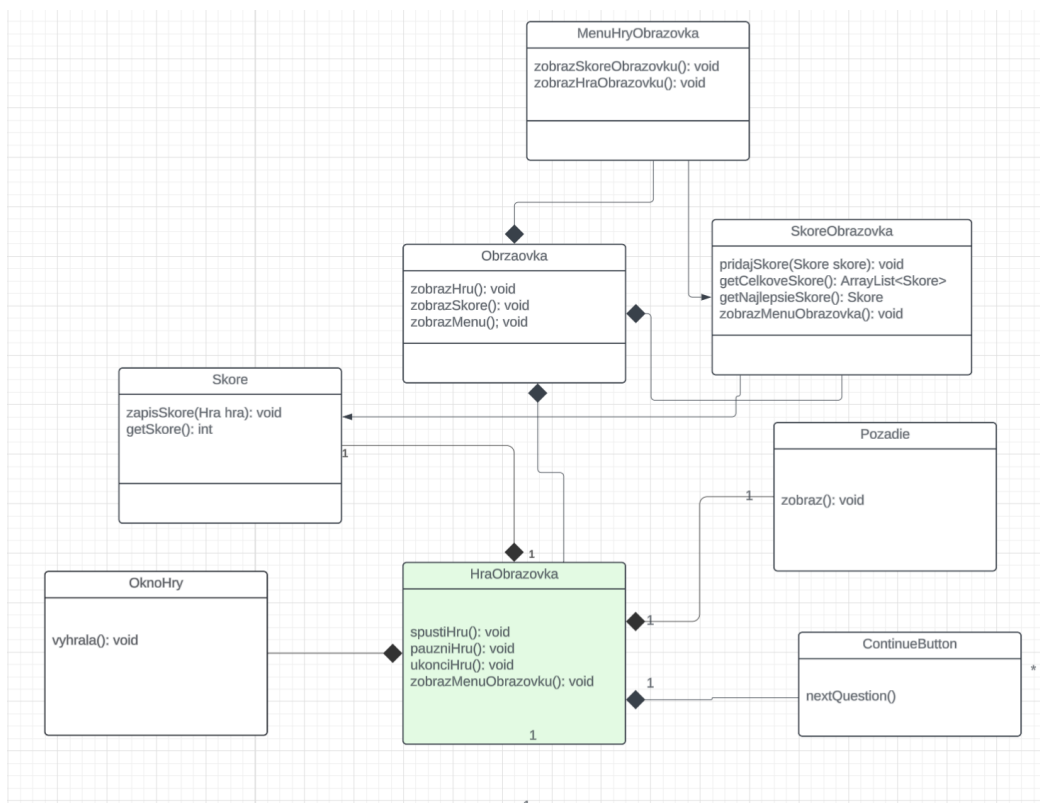 MenuHryObrazovka
zobrazSkoreObrazovku(): void
zobrazHraObrazovku(): void
Obrzaovka
zobrazHru(): void
zobrazSkore(): void
zobrazMenu(); void
SkoreObrazovka
pridajSkore(Skore skore): void
getCelkoveSkore(): ArrayList<Skore>
getNajlepsieSkore(): Skore
zobrazMenuObrazovka(): void
Skore
zapisSkore(Hra hra): void
getSkore(): int
1
Pozadie
zobraz(): void
1
1
OknoHry
vyhrala(): void
HraObrazovka
spustiHru(): void
pauzniHru(): void
ukonciHru(): void
zobrazMenuObrazovku(): void
1
1
1
ContinueButton
nextQuestion()
*